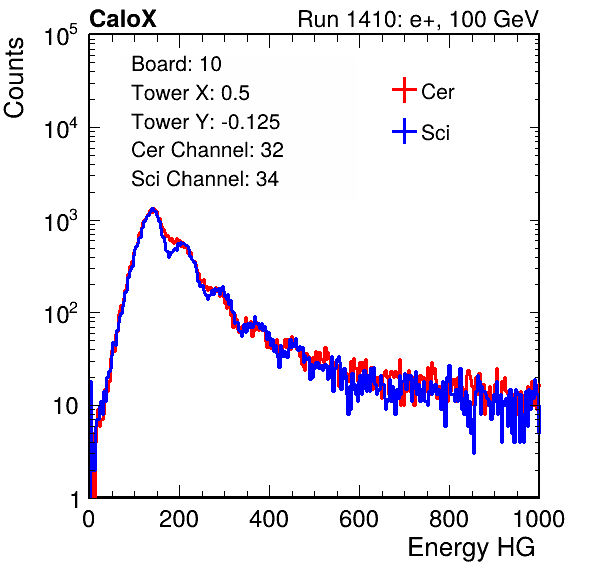 CaloX
Run 1410: e+, 100 GeV
Counts
Board: 10
Tower X: 0.5
Tower Y: -0.125
Cer Channel: 32
Sci Channel: 34
Cer
Sci
10^5
10^4
10^3
10^2
10
1
0 200 400 600 800 1000
Energy HG